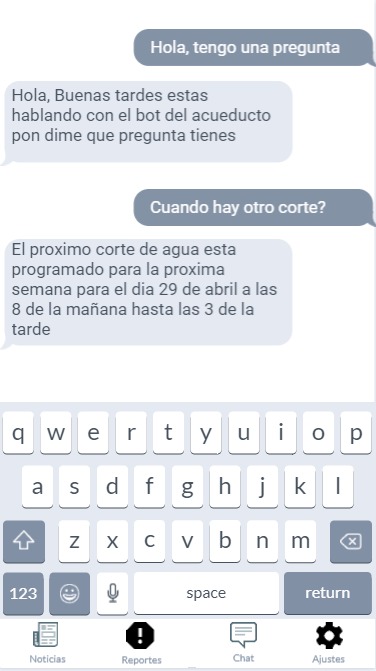 Hola, tengo una pregunta
Hola, Buenas tardes estas
hablando con el bot del acueducto
pon dime que pregunta tienes
Cuando hay otro corte?
El proximo corte de agua esta
programado para la proxima
semana para el dia 29 de abril a las
8 de la mañana hasta las 3 de la
tarde
q w e r t y u i o p
a s d f g h j k l
z x c v b n m
123 space return
Noticias Reportes Chat Ajustes